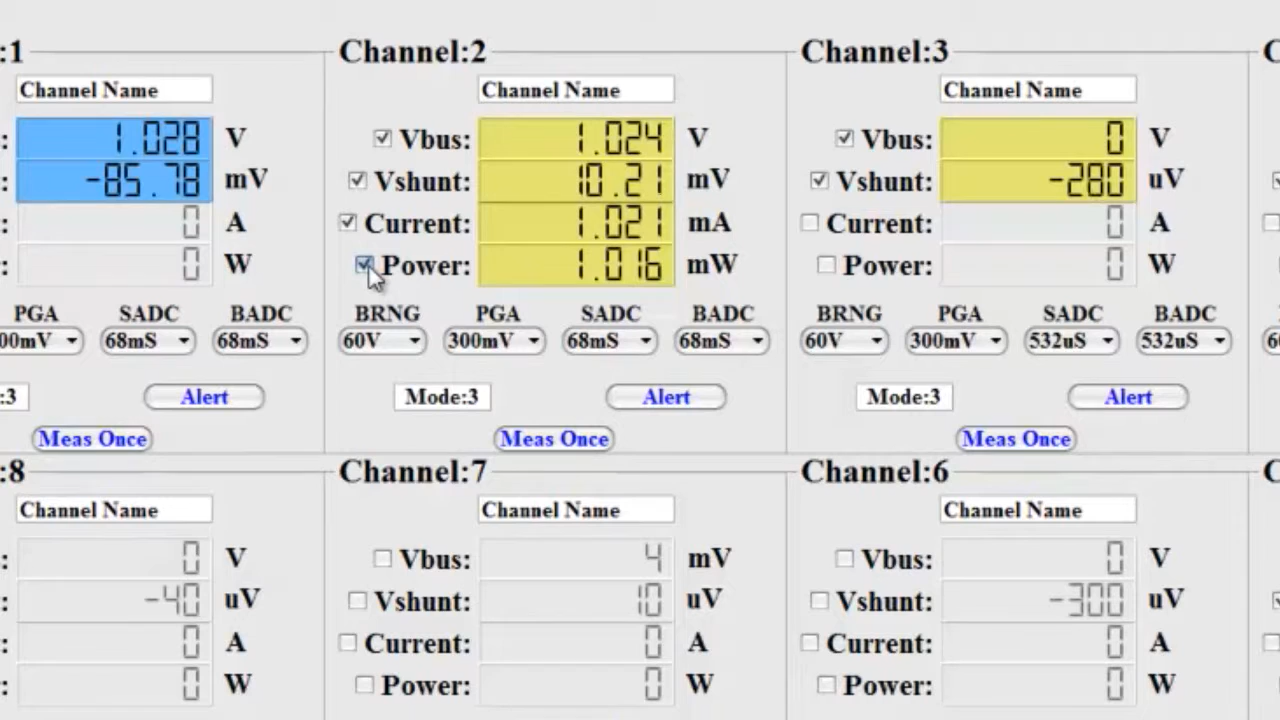 :1 Channel:2 Channel:3 C
Channel Name Channel Name Channel Name
: 1.028 V Vbus: 1.024 V Vbus: 0 V
: -85.78 mV Vshunt: 10.21 mV Vshunt: -280 uV
: 0 A Current: 1.021 mA Current: 0 A
: 0 W Power: 1.016 mW Power: 0 W
PGA SADC BADC BRNG PGA SADC BADC BRNG PGA SADC BADC
00mV 68mS 68mS 60V 300mV 68mS 68mS 60V 300mV 532uS 532uS 6
:3 Alert Mode:3 Alert Mode:3 Alert
Meas Once Meas Once Meas Once
:8 Channel:7 Channel:6 C
Channel Name Channel Name Channel Name
: 0 V Vbus: 4 mV Vbus: 0 V
: -40 uV Vshunt: 10 uV Vshunt: -300 uV
: 0 A Current: 0 A Current: 0 A
: 0 W Power: 0 W Power: 0 W